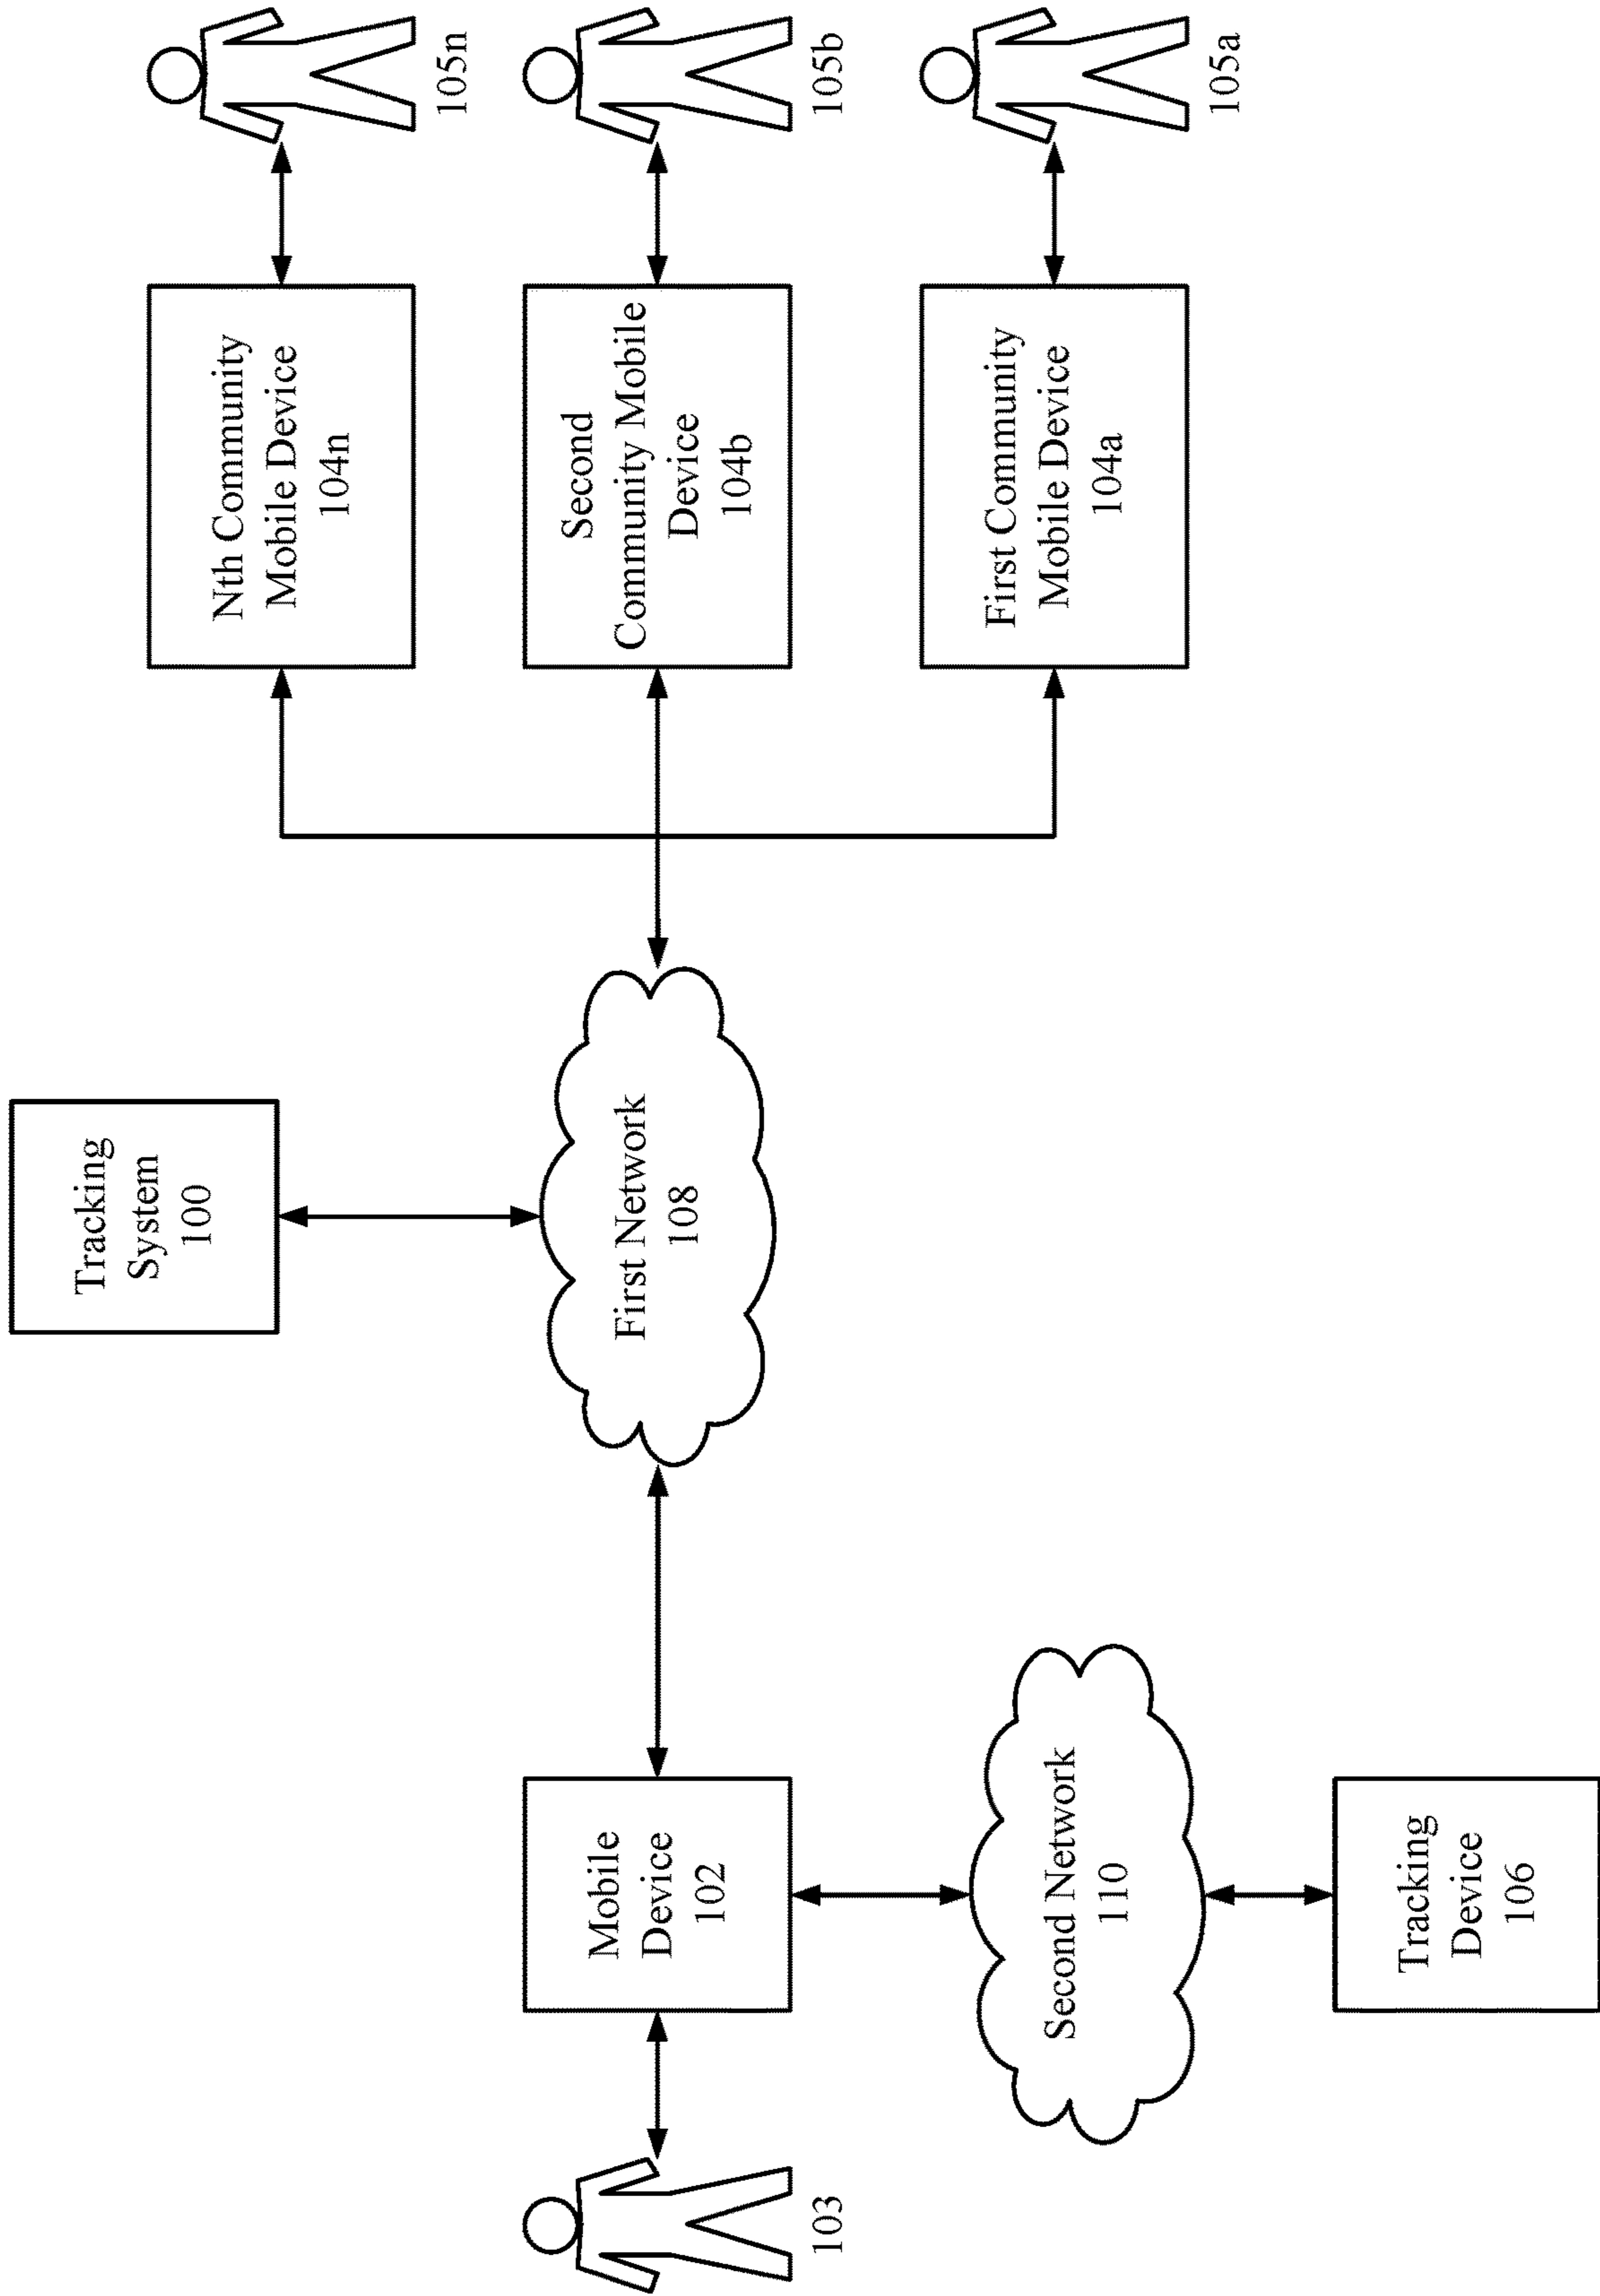 Tracking
System
100
Nth Community
Mobile Device
104n
105n
103
Mobile
Device
102
First Network
108
Second
Community Mobile
Device
104b
105b
Second Network
110
First Community
Mobile Device
104a
105a
Tracking
Device
106